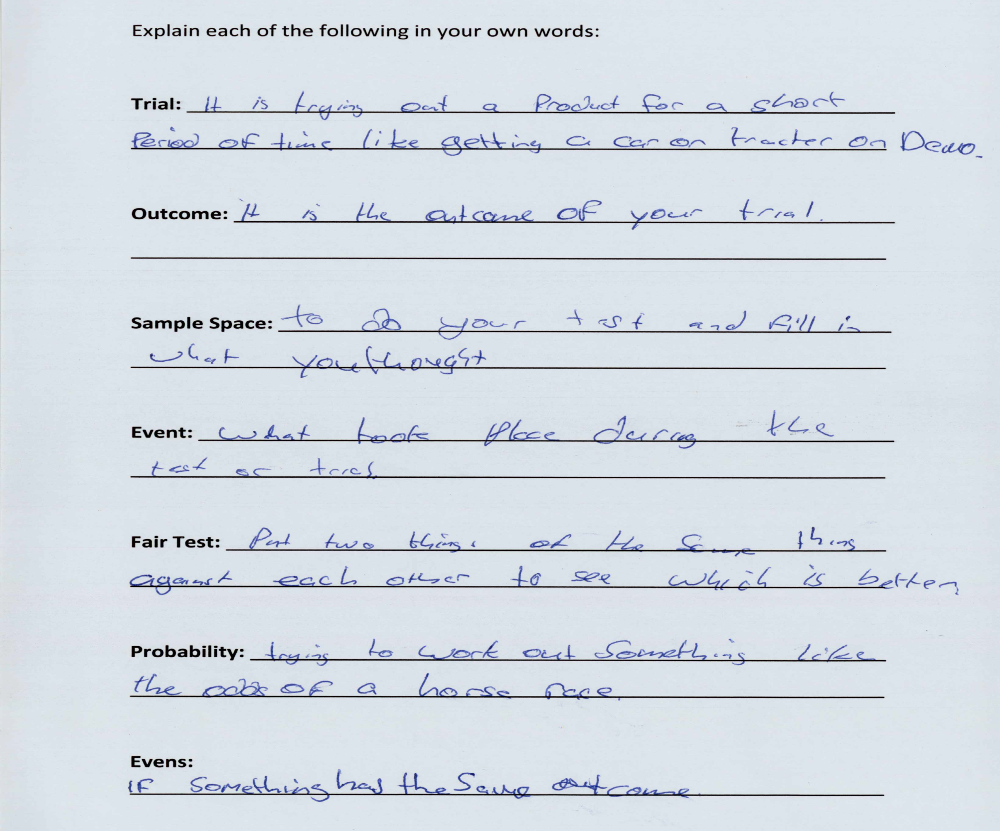 Explain each of the following in your own words:
Trial: It is trying out a Product for a short
Period of time like getting a car or tracter on Demo.
Outcome: It is the outcome of your trial.
Sample Space: to do your test and fill in
what you thought
Event: what took place during the
test or trial.
Fair Test: Put two things of the same thing
against each other to see which is better
Probability: trying to work out Something like
the odds of a horse race.
Evens:
IF Something has the Same outcome.